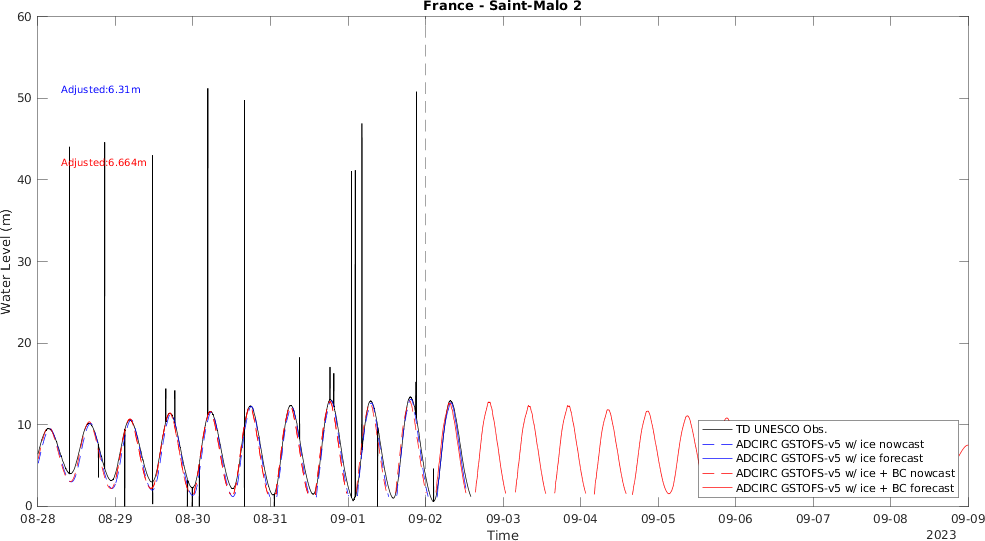 France - Saint-Malo 2
60
50
40
30
20
10
0
Water Level (m)
Adjusted:6.31m
Adjusted:6.664m
TD UNESCO Obs.
ADCIRC GSTOFS-v5 w/ ice nowcast
ADCIRC GSTOFS-v5 w/ ice forecast
ADCIRC GSTOFS-v5 w/ ice + BC nowcast
ADCIRC GSTOFS-v5 w/ ice + BC forecast
08-28 08-29 08-30 08-31 09-01 09-02 09-03 09-04 09-05 09-06 09-07 09-08 09-09
Time
2023